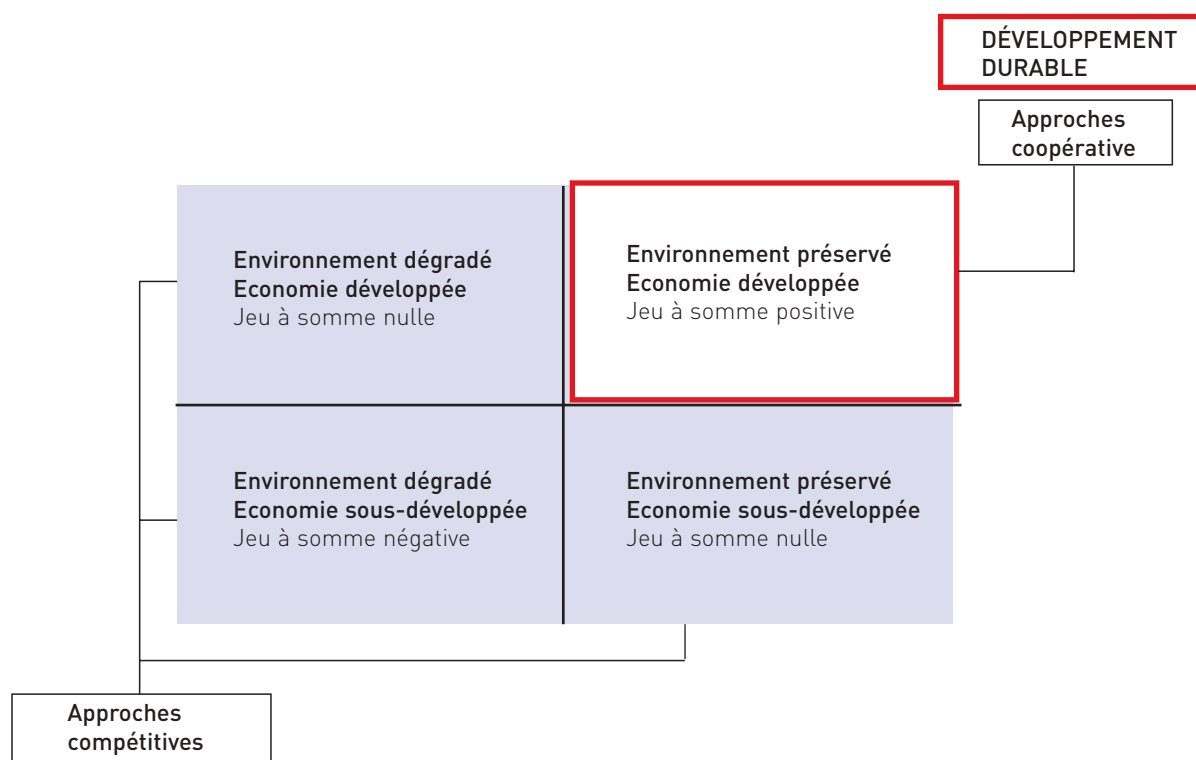 DÉVELOPPEMENT
DURABLE
Approches
coopérative
Environnement dégradé
Economie développée
Jeu à somme nulle
Environnement préservé
Economie développée
Jeu à somme positive
Environnement dégradé
Economie sous-développée
Jeu à somme négative
Environnement préservé
Economie sous-développée
Jeu à somme nulle
Approches
compétitives